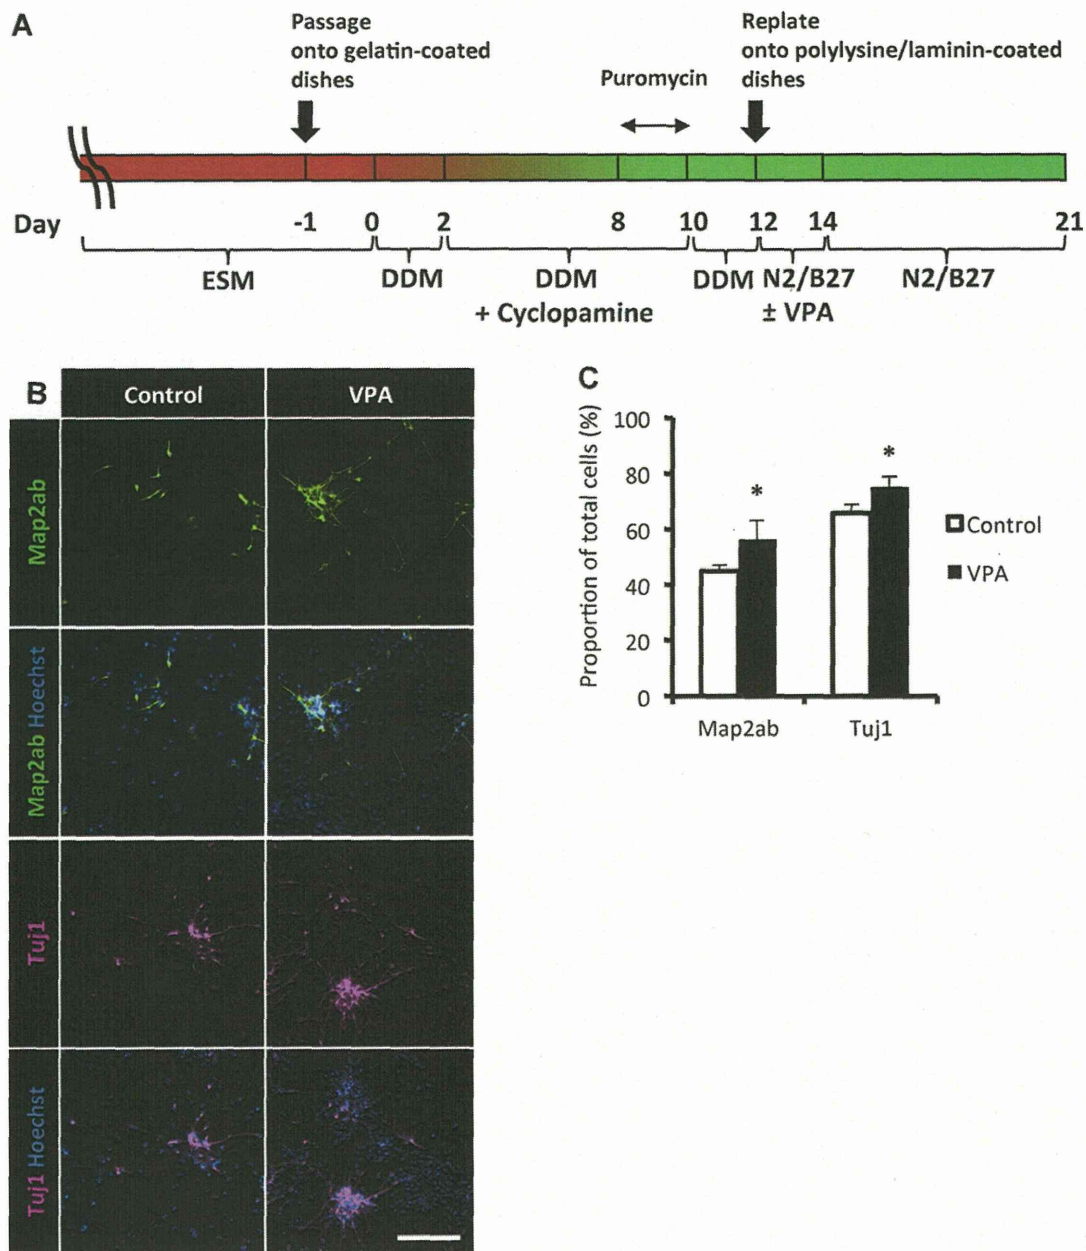 A
Passage
onto gelatin-coated
dishes
Puromycin
Replate
onto polylysine/laminin-coated
dishes
Day
-1 0 2 8 10 12 14 21
ESM DDM DDM DDM N2/B27 N2/B27
+ Cyclopamine ± VPA
B
Control VPA
Map2ab
Map2ab Hoechst
Tuj1
Tuj1 Hoechst
C
Proportion of total cells (%)
100
80
60
40
20
0
* *
Map2ab Tuj1
Control
VPA